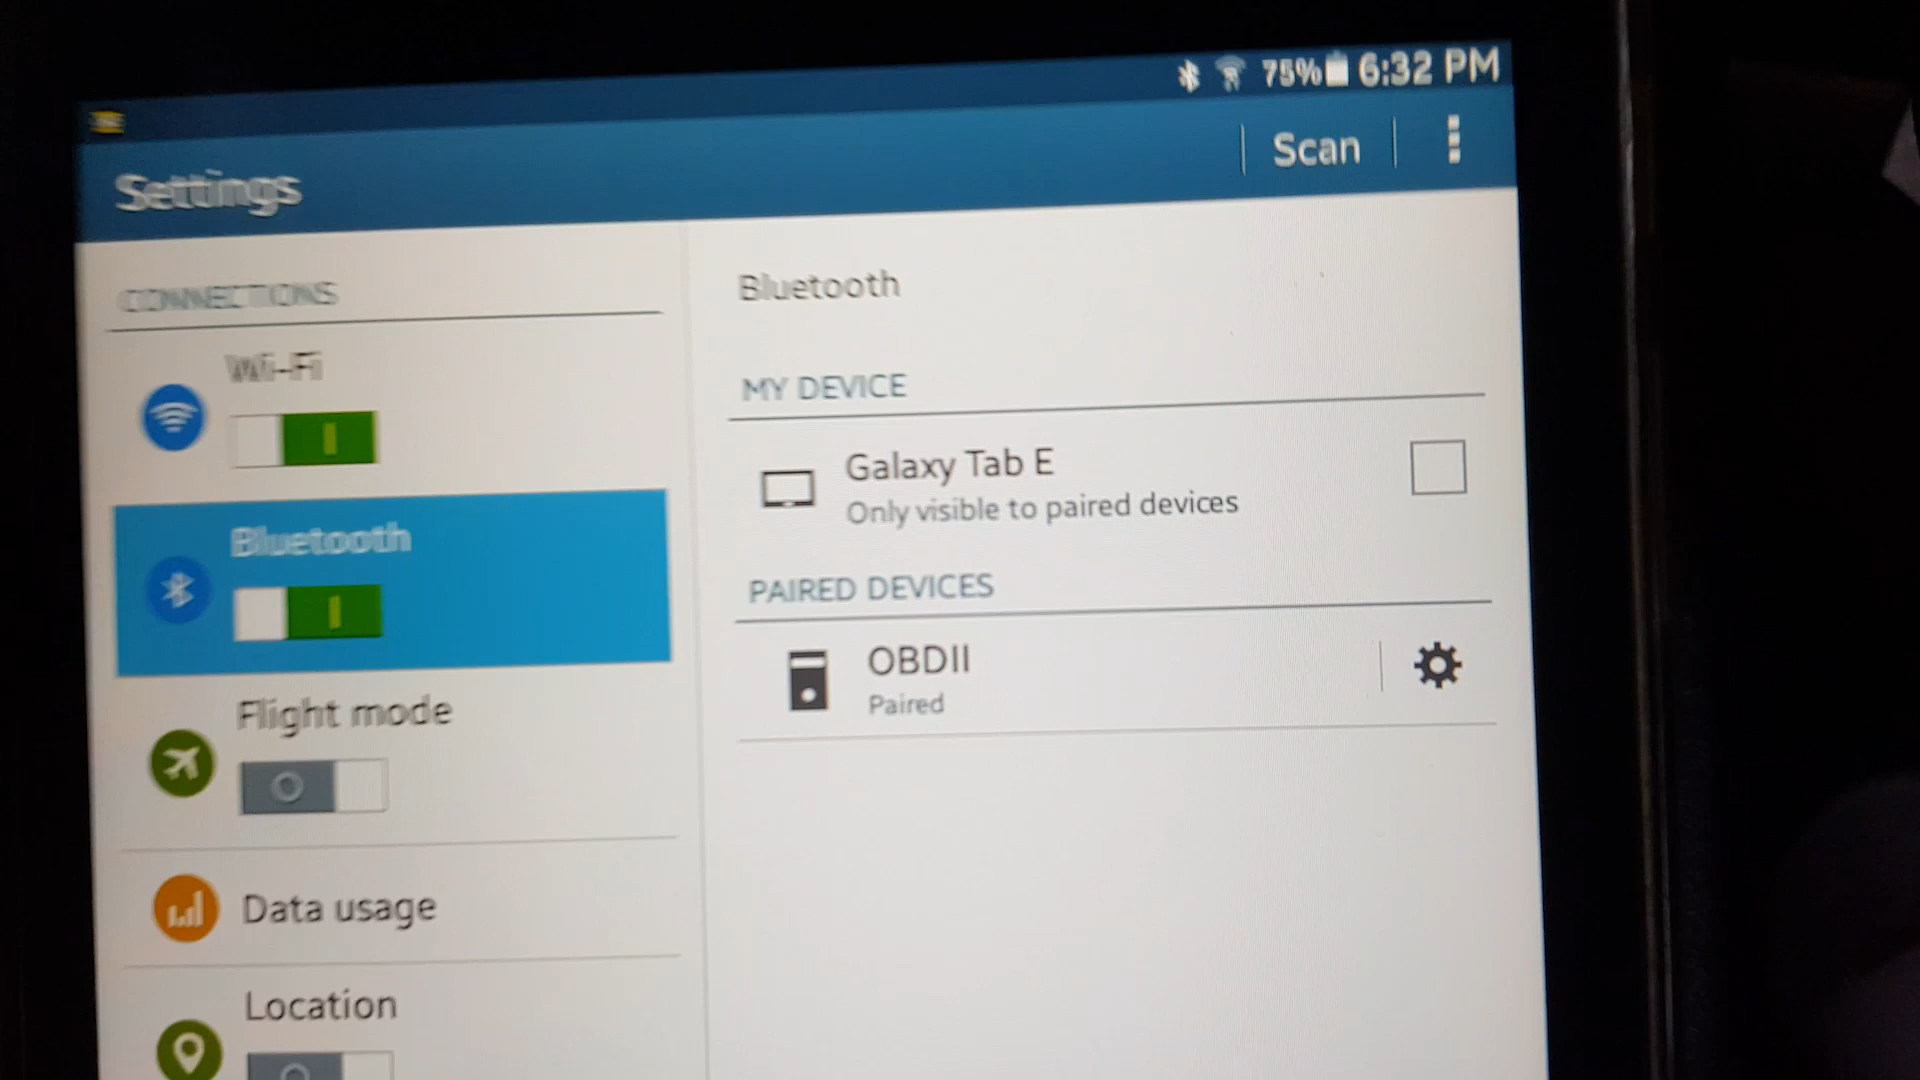 75% 6:32 PM
Settings
Scan
CONNECTIONS
Wi-Fi
Bluetooth
Flight mode
Data usage
Location
Bluetooth
MY DEVICE
Galaxy Tab E
Only visible to paired devices
PAIRED DEVICES
OBDII
Paired